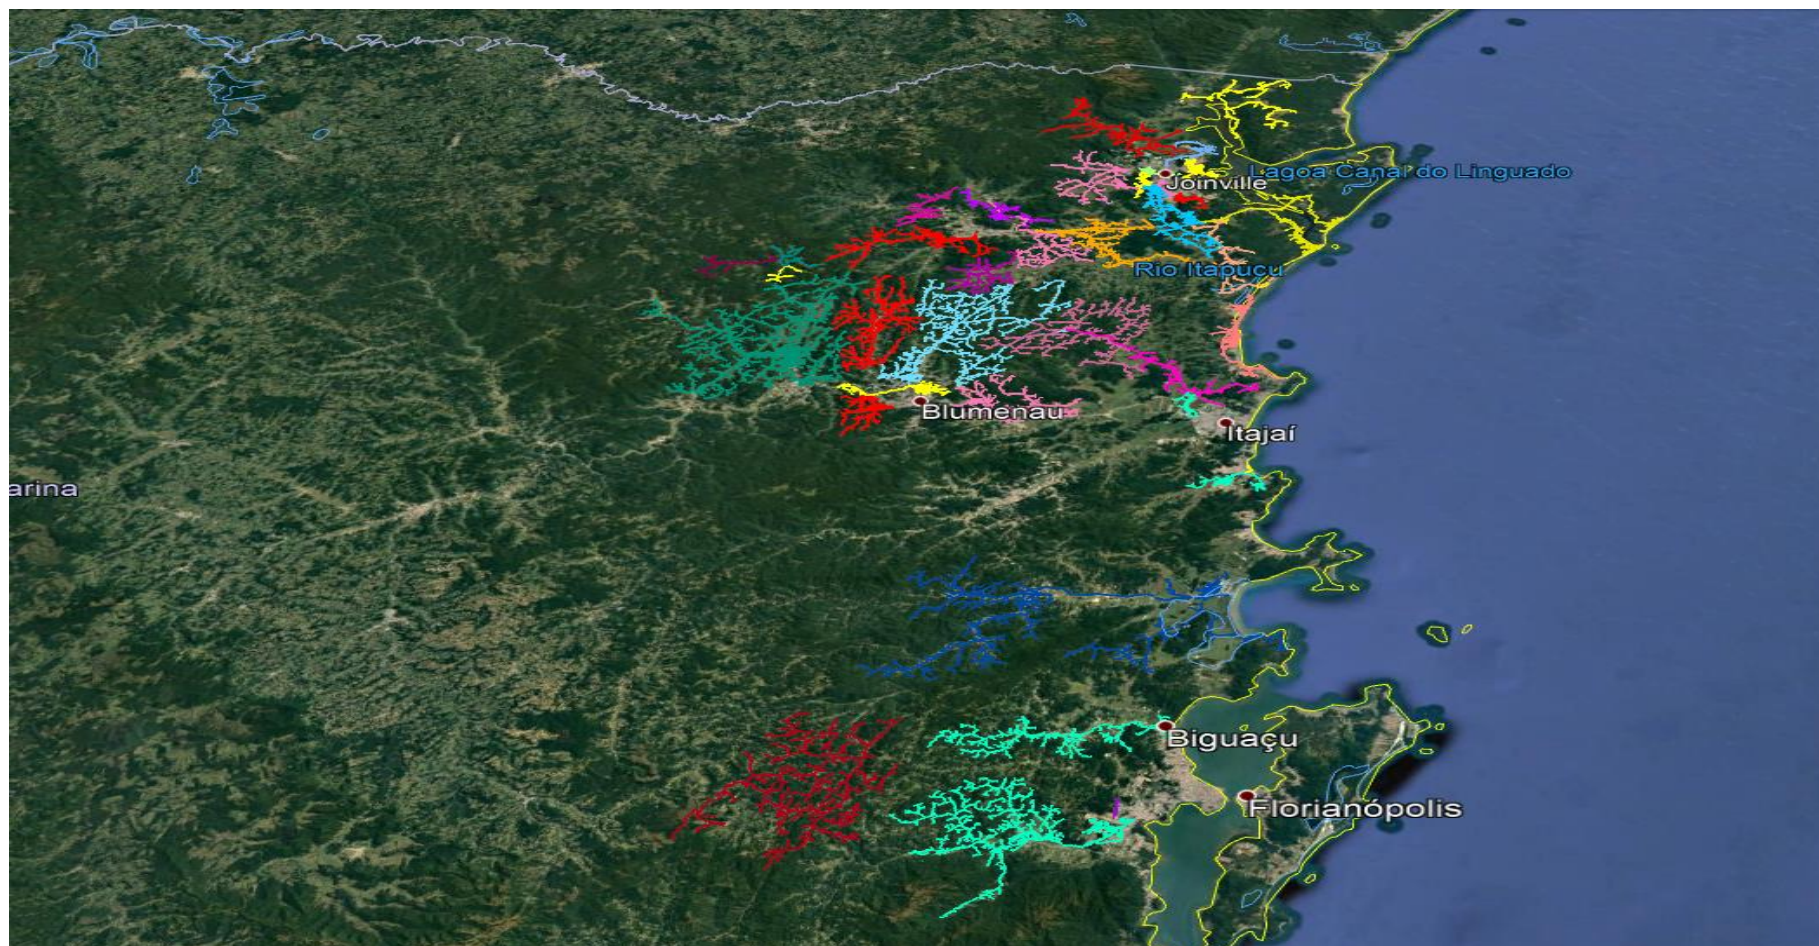 Lagoa Canal do Linguado
Joinville
Rio Itapucu
Blumenau
Itajaí
arina
Biguaçu
Florianópolis